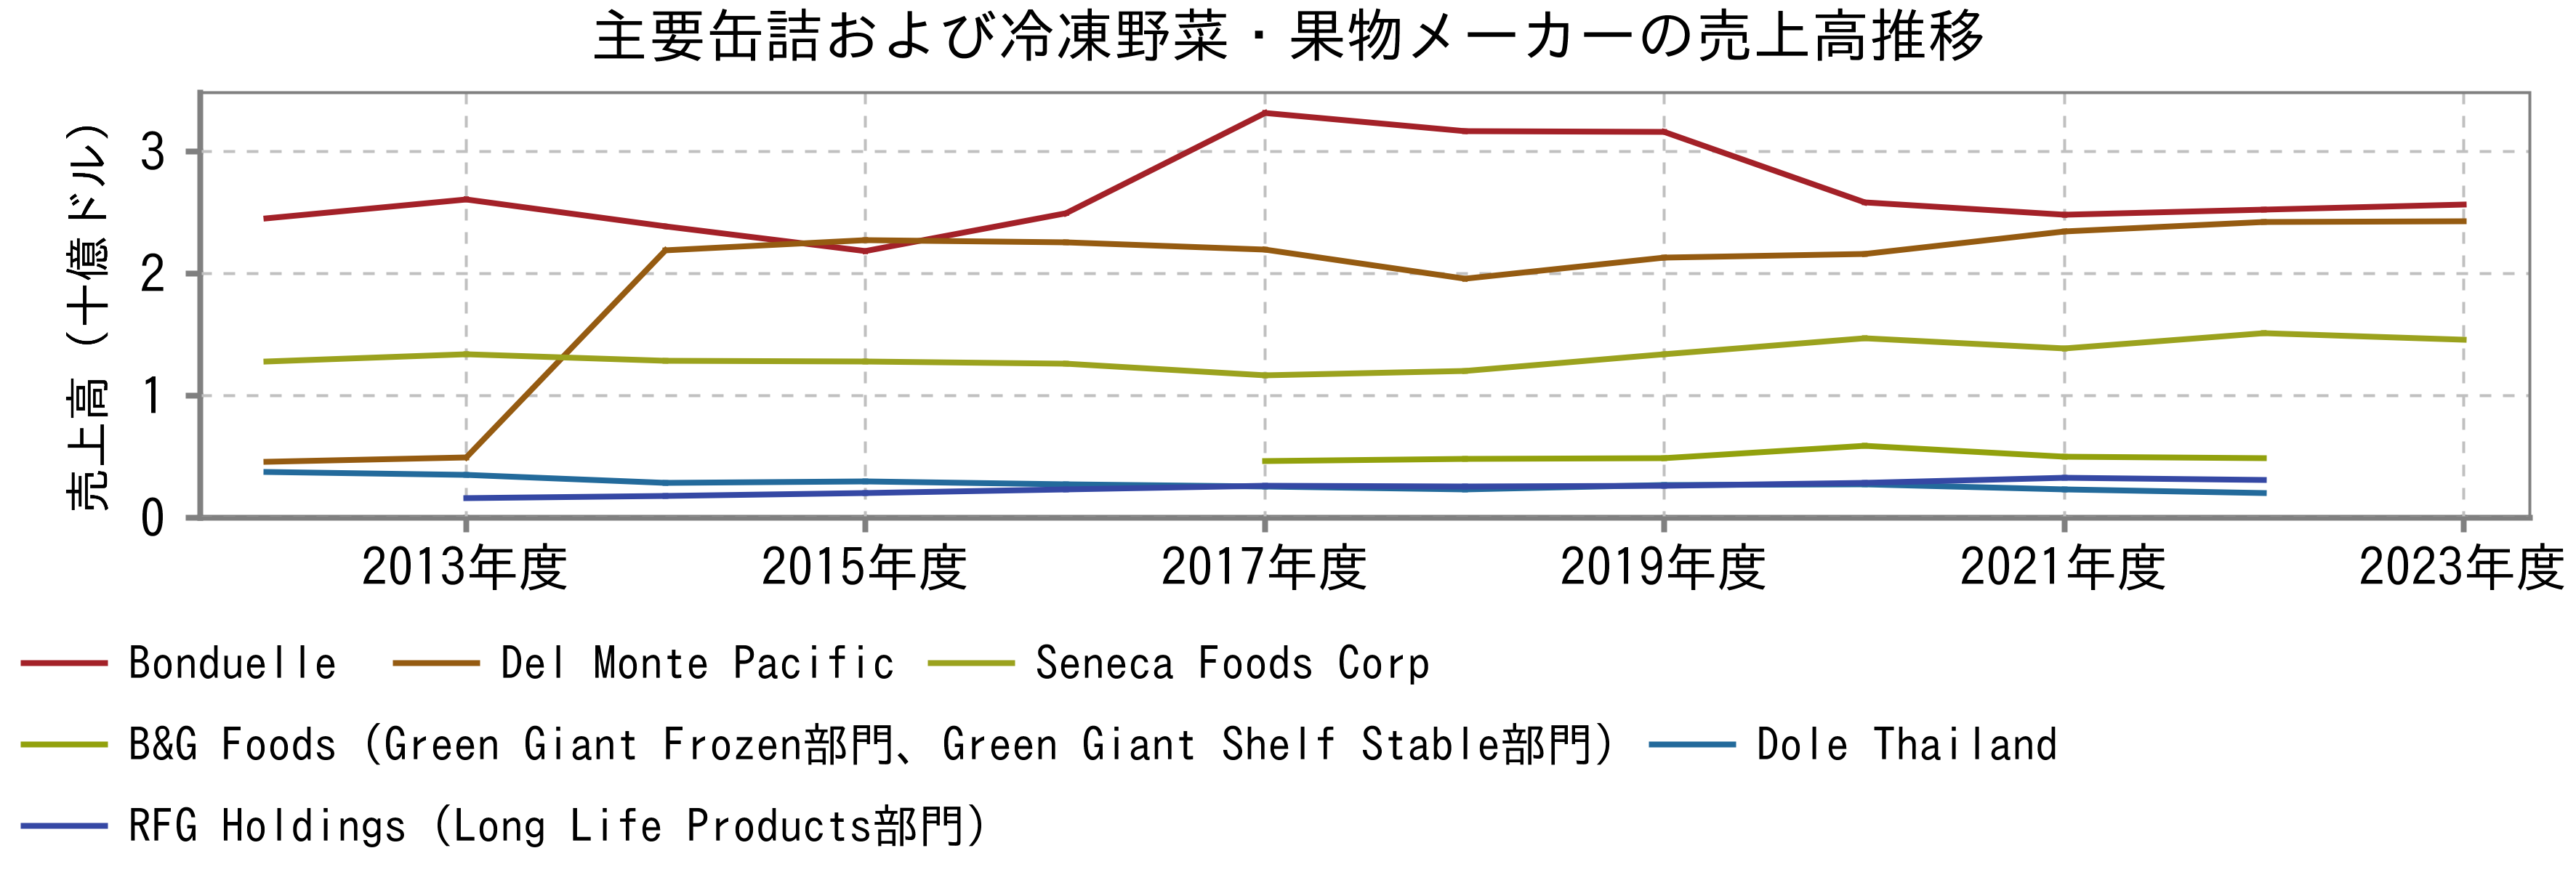 主要缶詰および冷凍野菜・果物メーカーの売上高推移
売上高（十億ドル）
3
2
1
0
2013年度 2015年度 2017年度 2019年度 2021年度 2023年度
Bonduelle Del Monte Pacific Seneca Foods Corp
B&G Foods (Green Giant Frozen部門、Green Giant Shelf Stable部門) Dole Thailand
RFG Holdings (Long Life Products部門)